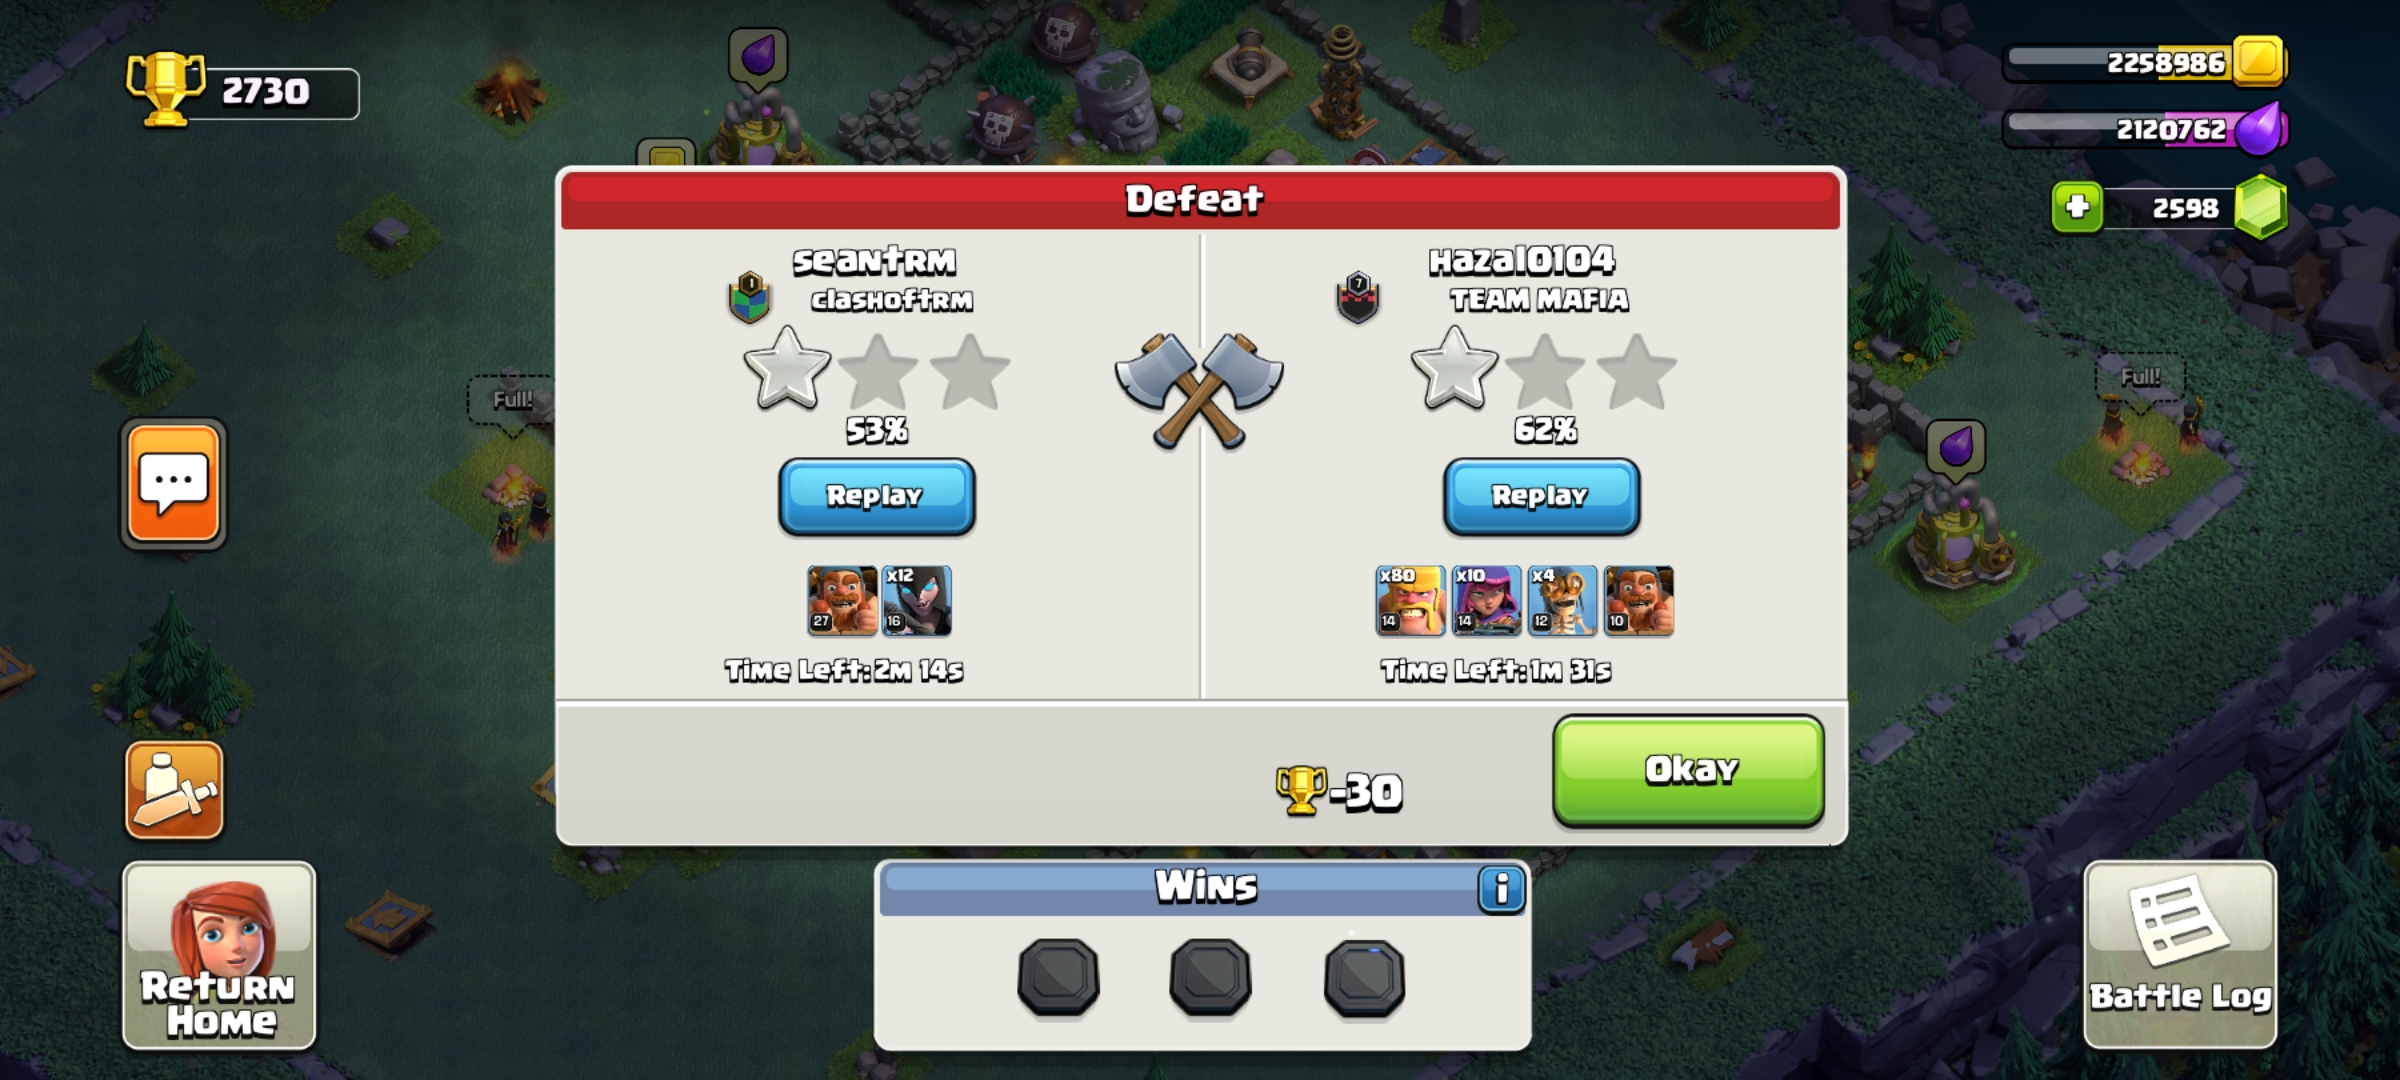 2730
2258986
2120762
2598
Defeat
seantrm
1
clashoftrm
53%
Replay
27
x12
16
Time Left: 2m 14s
Hazal0104
7
TEAM MAFIA
62%
Replay
x80
14
x10
14
x4
12
10
Time Left: 1m 31s
Full!
Full!
-30
Okay
Wins
i
Return
Home
Battle Log